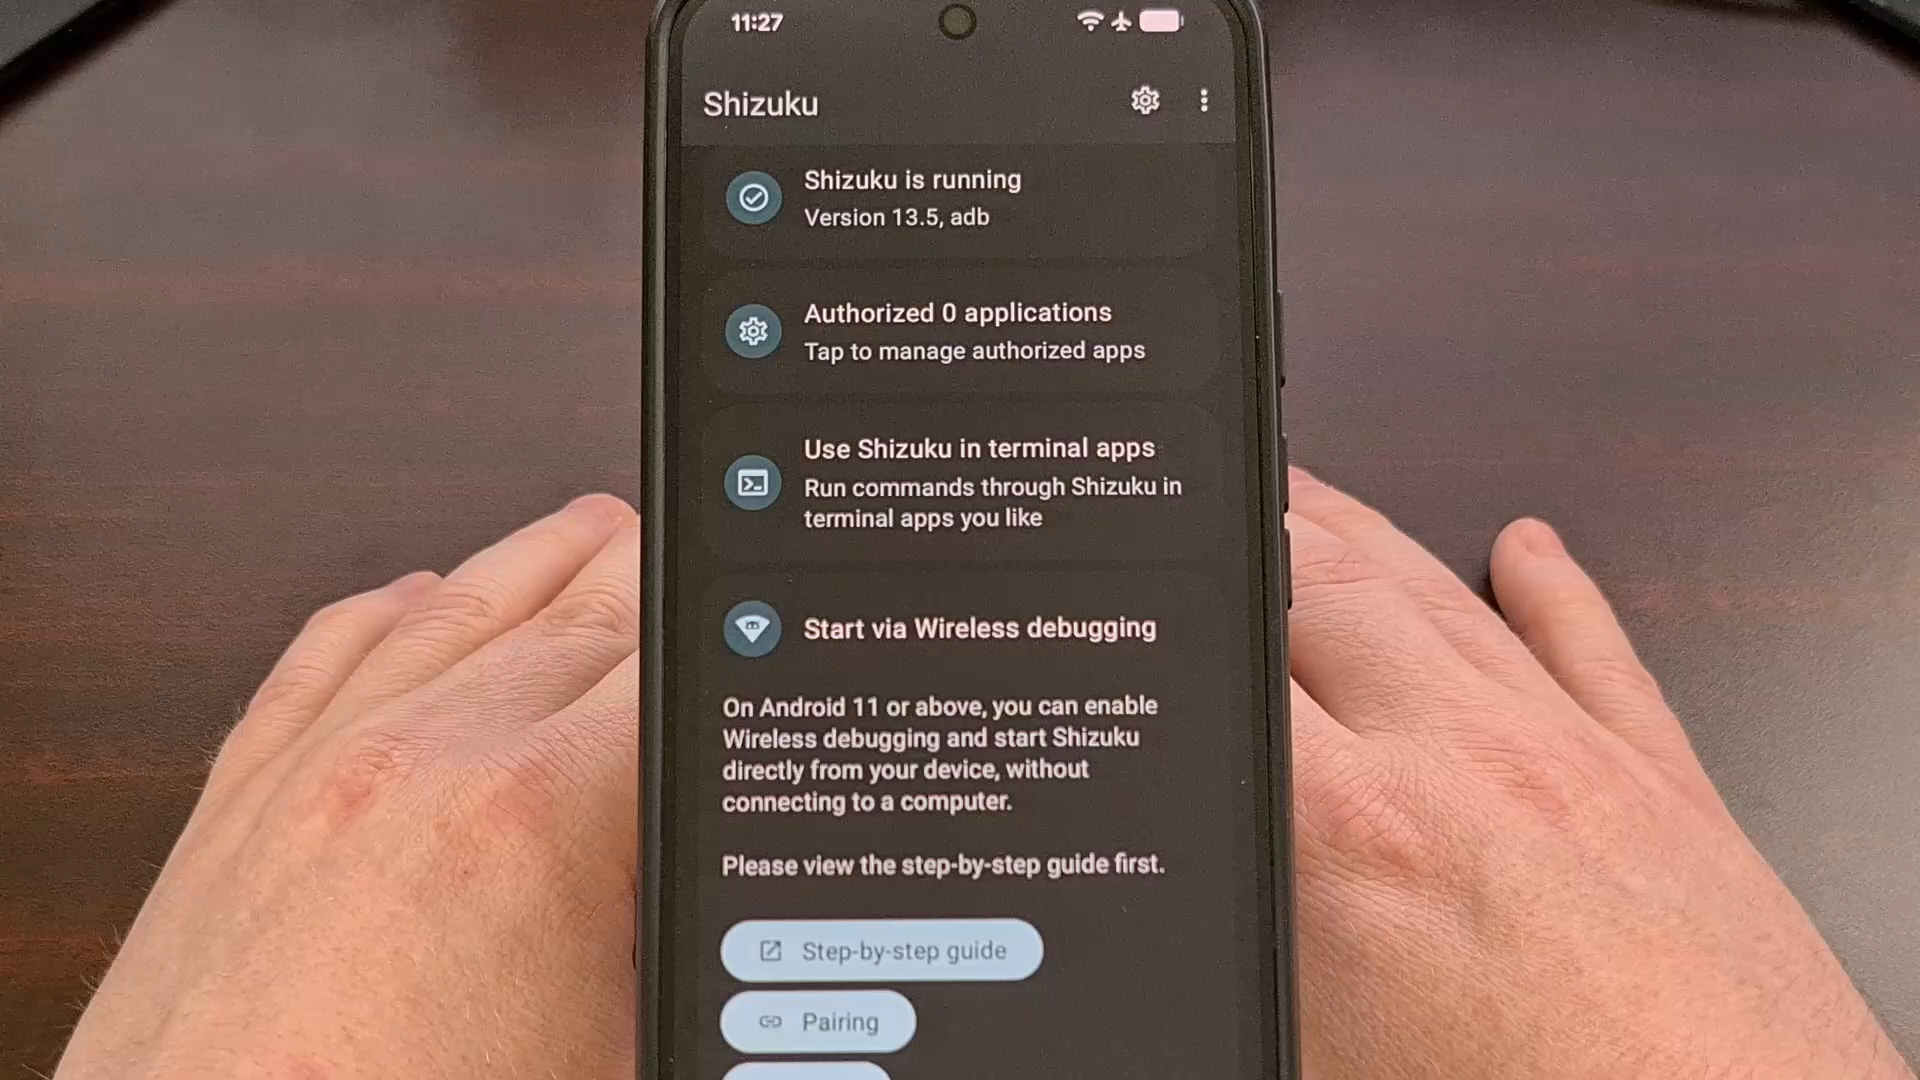 11:27
Shizuku
Shizuku is running
Version 13.5, adb
Authorized 0 applications
Tap to manage authorized apps
Use Shizuku in terminal apps
Run commands through Shizuku in
terminal apps you like
Start via Wireless debugging
On Android 11 or above, you can enable
Wireless debugging and start Shizuku
directly from your device, without
connecting to a computer.
Please view the step-by-step guide first.
Step-by-step guide
Pairing